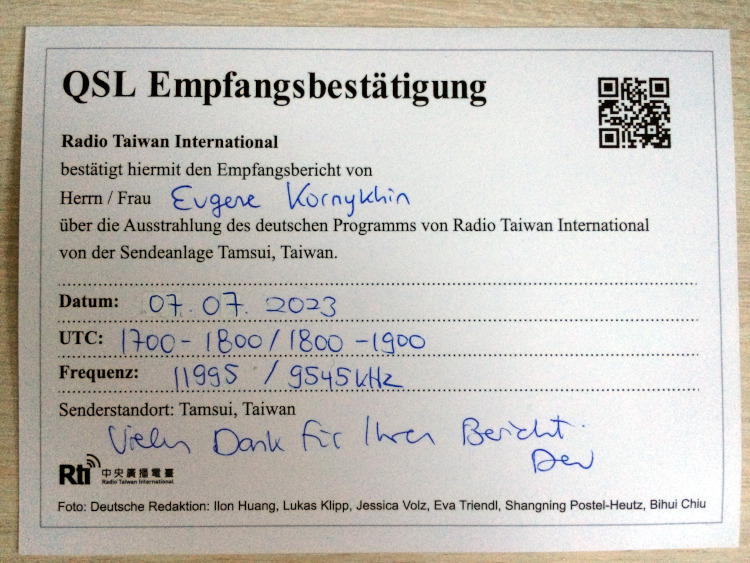 QSL Empfangsbestätigung
Radio Taiwan International
bestätigt hiermit den Empfangsbericht von
Herrn / Frau Eugene Kornykhin
über die Ausstrahlung des deutschen Programms von Radio Taiwan International
von der Sendeanlage Tamsui, Taiwan.
Datum: 07.07.2023
UTC: 1700-1800/1800-1900
Frequenz: 11995 / 9545kHz
Senderstandort: Tamsui, Taiwan
Vielen Dank für Ihren Bericht.
Rti 中央廣播電臺
Radio Taiwan International
Foto: Deutsche Redaktion: Ilon Huang, Lukas Klipp, Jessica Volz, Eva Triendl, Shangning Postel-Heutz, Bihui Chiu